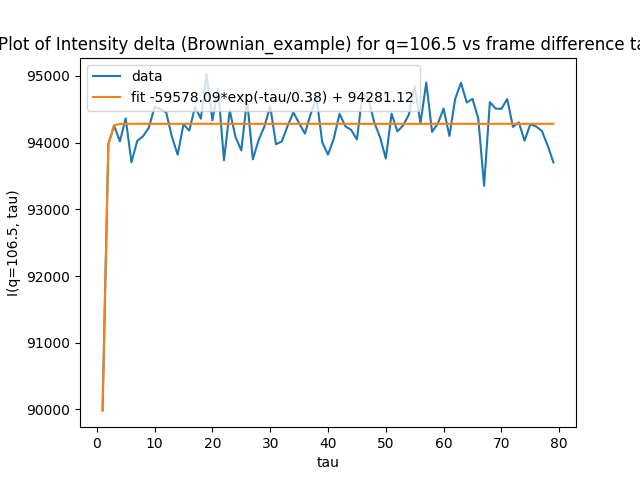 Plot of Intensity delta (Brownian_example) for q=106.5 vs frame difference ta
data
fit -59578.09*exp(-tau/0.38) + 94281.12
95000
94000
93000
92000
91000
90000
I(q=106.5, tau)
0 10 20 30 40 50 60 70 80
tau